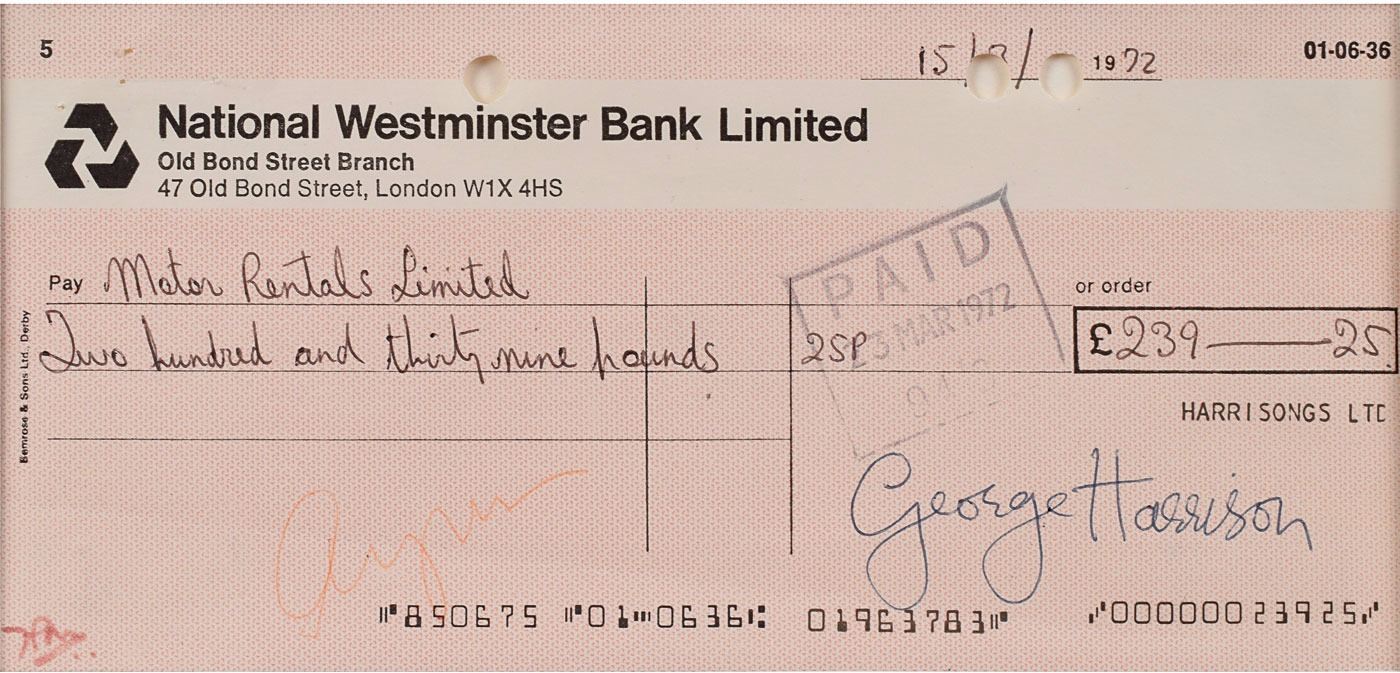 5
15/ / 1972
01-06-36
National Westminster Bank Limited
Old Bond Street Branch
47 Old Bond Street, London W1X 4HS
PAID
23 MAR 1972
Pay Motor Rentals Limited or order
Two hundred and thirty nine pounds 25P £239——25
HARRISONGS LTD
George Harrison
Bemrose & Sons Ltd., Derby
⑈850675 ⑈01⑉0636⑆ 01963783⑈ ⑇00000023925⑇